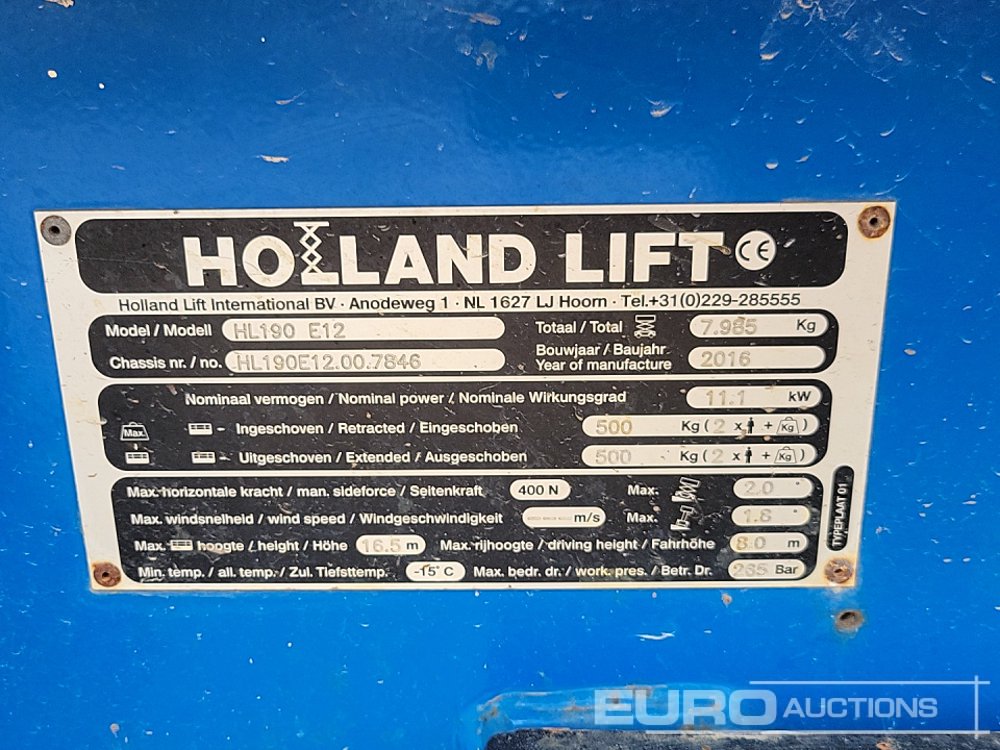 HOLLAND LIFT CE
Holland Lift International BV · Anodeweg 1 · NL 1627 LJ Hoorn · Tel.+31(0)229-285555
Model / Modell HL190 E12 Totaal / Total 7.985 Kg
Chassis nr. / no. HL190E12.00.7846 Bouwjaar / Baujahr Year of manufacture 2016
Nominaal vermogen / Nominal power / Nominale Wirkungsgrad 11.1 kW
Max. Ingeschoven / Retracted / Eingeschoben 500 Kg ( 2 x + Kg )
Uitgeschoven / Extended / Ausgeschoben 500 Kg ( 2 x + Kg )
Max. horizontale kracht / man. sideforce / Seitenkraft 400 N Max. 2.0 °
Max. windsnelheid / wind speed / Windgeschwindigkeit m/s Max. 1.6 °
Max. hoogte / height / Höhe 16.5 m Max. rijhoogte / driving height / Fahrhöhe 8.0 m
Min. temp. / all. temp. / Zul. Tiefsttemp. -15° C Max. bedr. dr. / work. pres. / Betr. Dr. Bar
TYPEPLAAT 01
EURO AUCTIONS